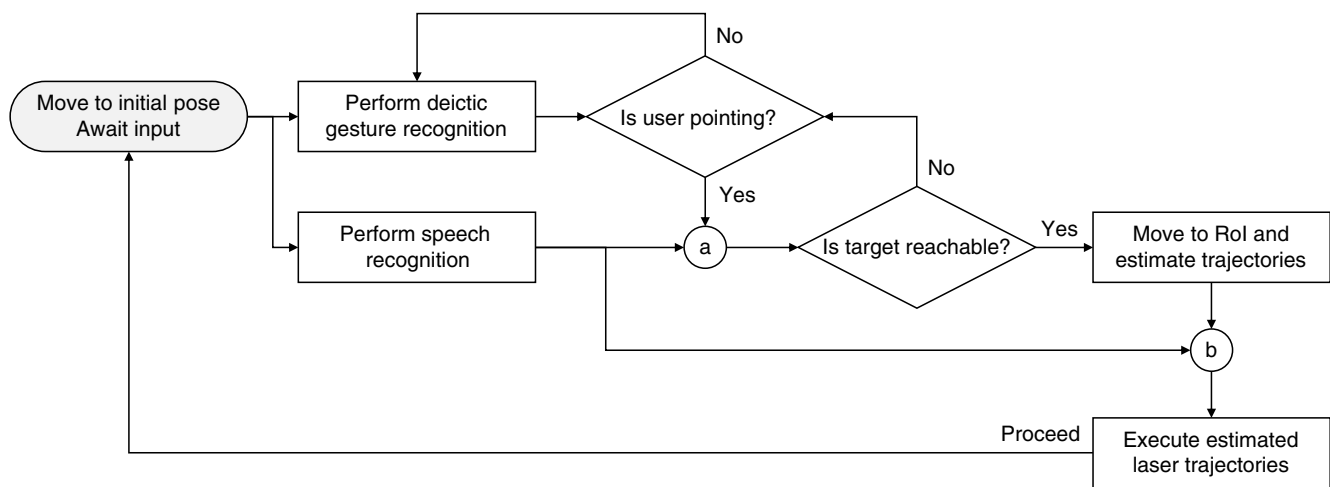 No
Move to initial pose
Await input
Perform deictic
gesture recognition
Is user pointing?
No
Yes
Perform speech
recognition
a
Is target reachable?
Yes
Move to RoI and
estimate trajectories
b
Proceed
Execute estimated
laser trajectories